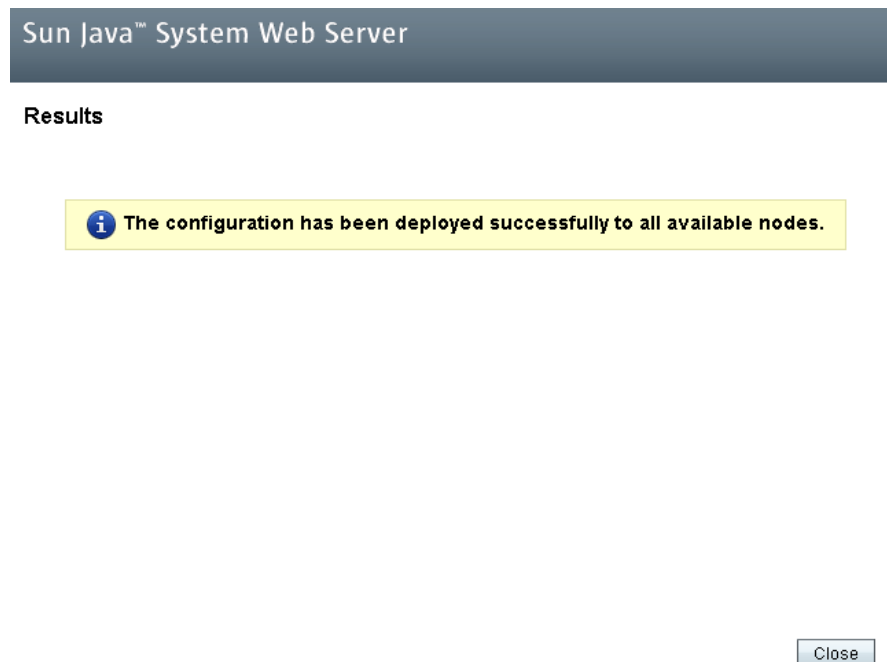 Sun Java™ System Web Server
Results
The configuration has been deployed successfully to all available nodes.
Close